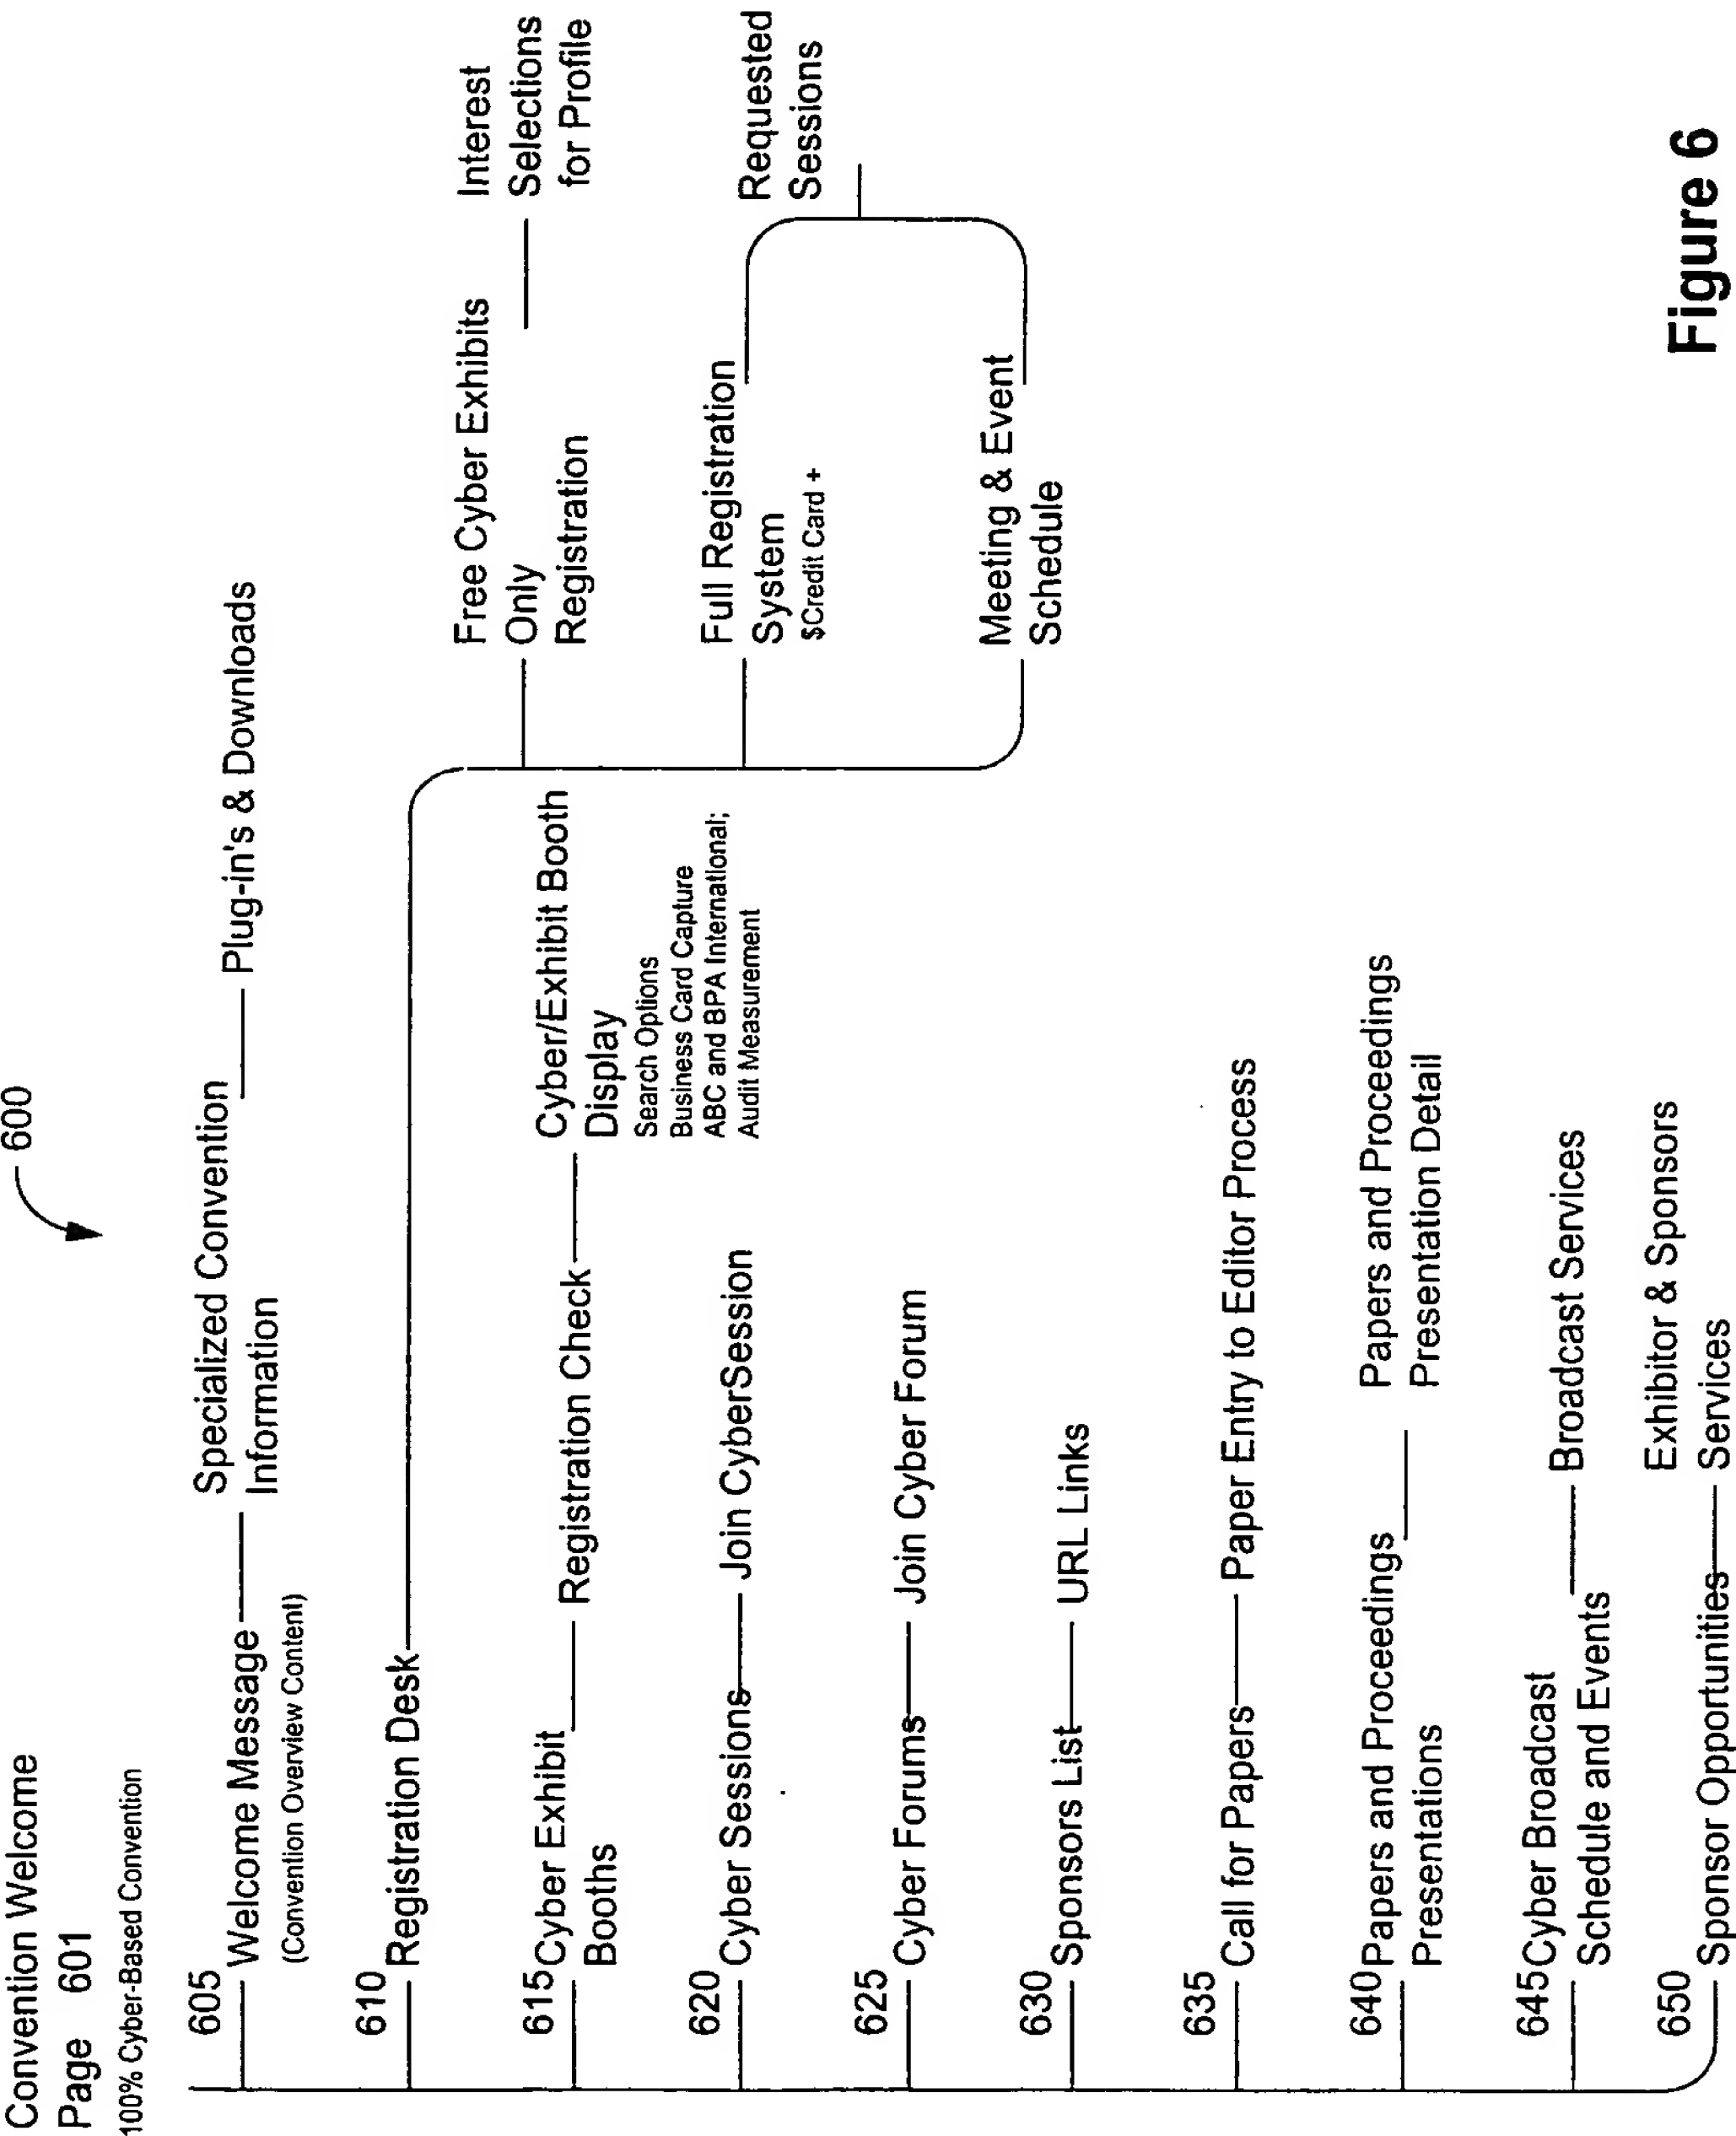 600
Convention Welcome
Page 601
100% Cyber-Based Convention
605
Welcome Message
(Convention Overview Content)
Specialized Convention
Information
Plug-in's & Downloads
610
Registration Desk
Free Cyber Exhibits
Only
Registration
Interest
Selections
for Profile
Full Registration
System
$Credit Card +
Meeting & Event
Schedule
Requested
Sessions
615
Cyber Exhibit
Booths
Registration Check
Cyber/Exhibit Booth
Display
Search Options
Business Card Capture
ABC and BPA International;
Audit Measurement
620
Cyber Sessions
Join CyberSession
625
Cyber Forums
Join Cyber Forum
630
Sponsors List
URL Links
635
Call for Papers
Paper Entry to Editor Process
640
Papers and Proceedings
Presentations
Papers and Proceedings
Presentation Detail
645
Cyber Broadcast
Schedule and Events
Broadcast Services
650
Sponsor Opportunities
Exhibitor & Sponsors
Services
Figure 6